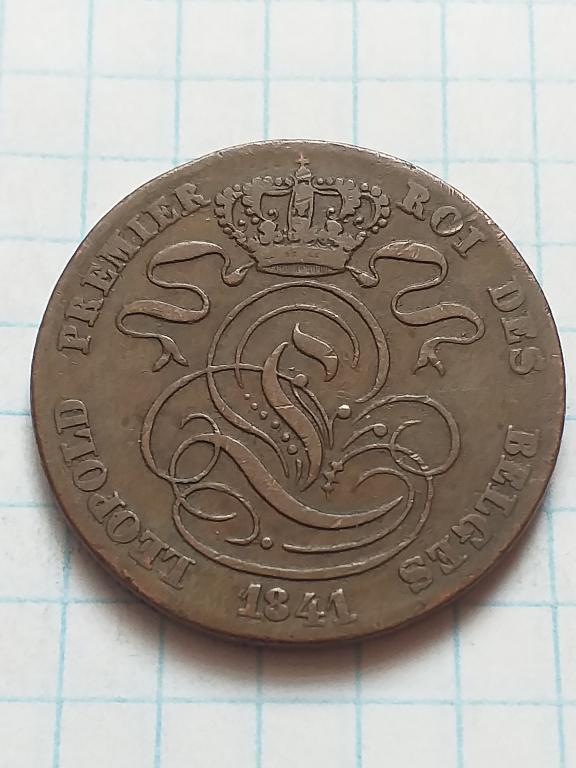 LEOPOLD PREMIER ROI DES BELGES
1841